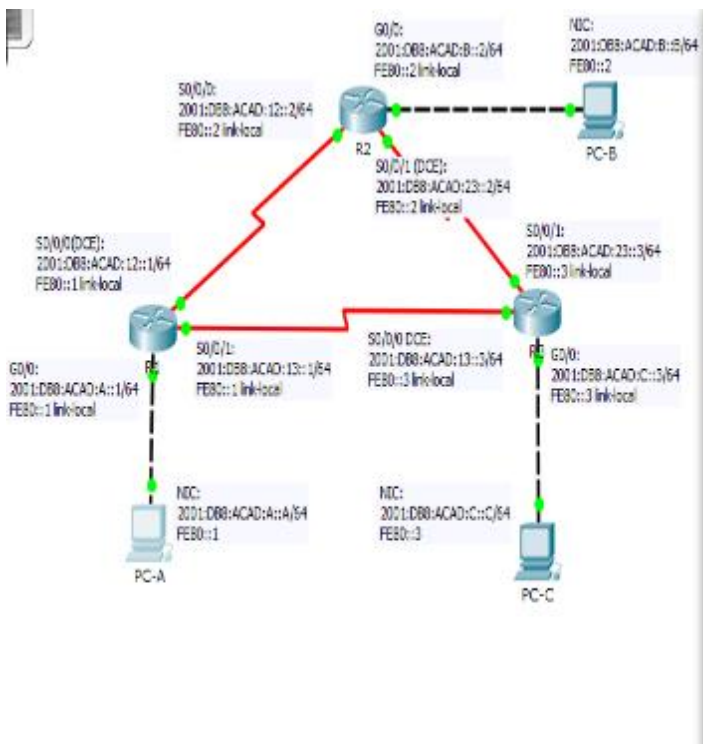 G0/0:
2001:DB8:ACAD:B::2/64
FE80::2 link-local
NIC:
2001:DB8:ACAD:B::B/64
FE80::2
S0/0/0:
2001:DB8:ACAD:12::2/64
FE80::2 link-local
R2
PC-B
S0/0/1 (DCE):
2001:DB8:ACAD:23::2/64
FE80::2 link-local
S0/0/0(DCE):
2001:DB8:ACAD:12::1/64
FE80::1 link-local
S0/0/1:
2001:DB8:ACAD:23::3/64
FE80::3 link-local
S0/0/1:
2001:DB8:ACAD:13::1/64
FE80::1 link-local
S0/0/0 DCE:
2001:DB8:ACAD:13::3/64
FE80::3 link-local
G0/0:
2001:DB8:ACAD:A::1/64
FE80::1 link-local
G0/0:
2001:DB8:ACAD:C::3/64
FE80::3 link-local
NIC:
2001:DB8:ACAD:A::A/64
FE80::1
PC-A
NIC:
2001:DB8:ACAD:C::C/64
FE80::3
PC-C